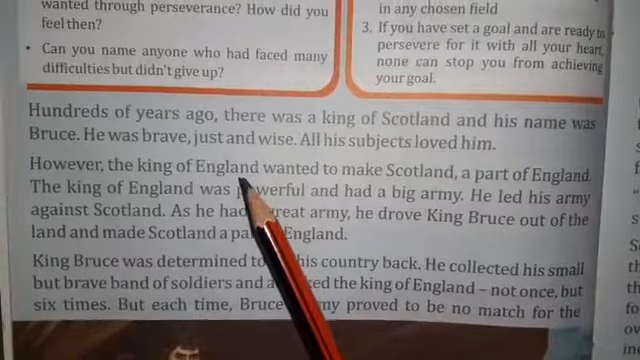 wanted through perseverance? How did you
feel then?
• Can you name anyone who had faced many
difficulties but didn't give up?
in any chosen field
3. If you have set a goal and are ready to
persevere for it with all your heart,
none can stop you from achieving
your goal.
Hundreds of years ago, there was a king of Scotland and his name was
Bruce. He was brave, just and wise. All his subjects loved him.
However, the king of England wanted to make Scotland, a part of England.
The king of England was powerful and had a big army. He led his army
against Scotland. As he had great army, he drove King Bruce out of the
land and made Scotland a England.
King Bruce was determined to his country back. He collected his small
but brave band of soldiers and the king of England – not once, but
six times. But each time, Bruce proved to be no match for the